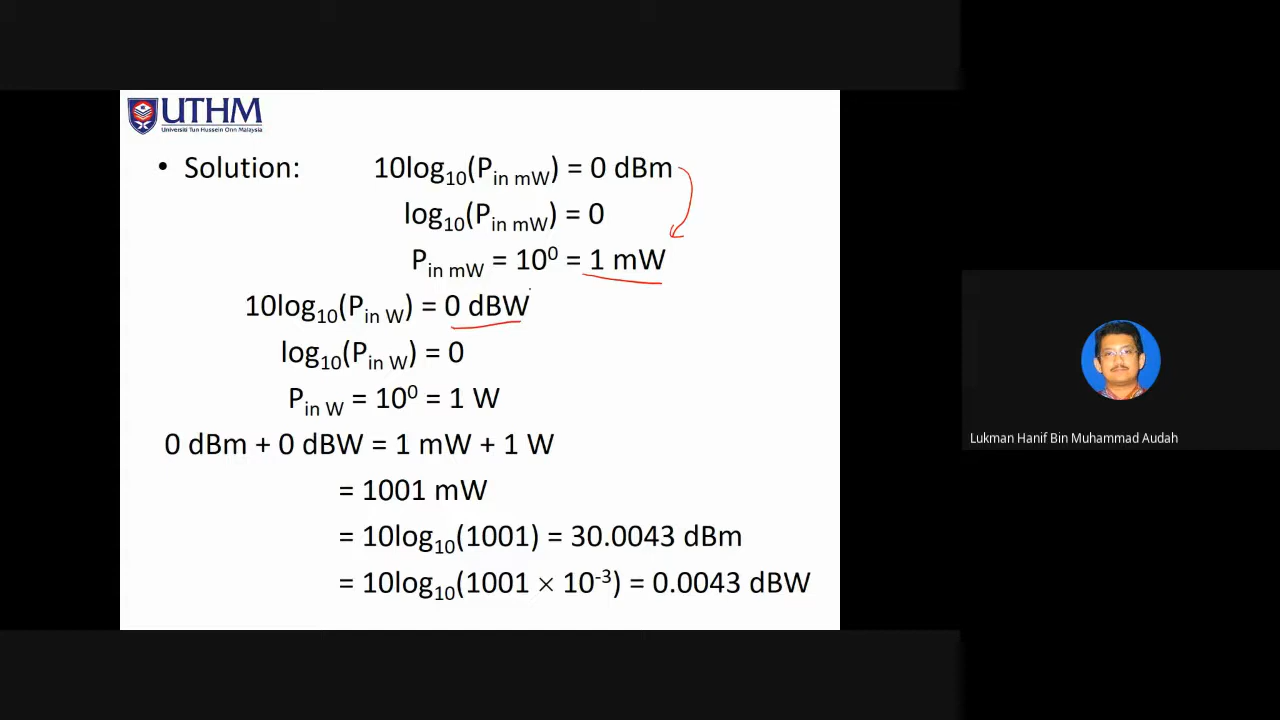 UTHM
Universiti Tun Hussein Onn Malaysia
• Solution: 10log₁₀(P_in mW) = 0 dBm
log₁₀(P_in mW) = 0
P_in mW = 10⁰ = 1 mW
10log₁₀(P_in W) = 0 dBW
log₁₀(P_in W) = 0
P_in W = 10⁰ = 1 W
0 dBm + 0 dBW = 1 mW + 1 W
= 1001 mW
= 10log₁₀(1001) = 30.0043 dBm
= 10log₁₀(1001 × 10⁻³) = 0.0043 dBW
Lukman Hanif Bin Muhammad Audah